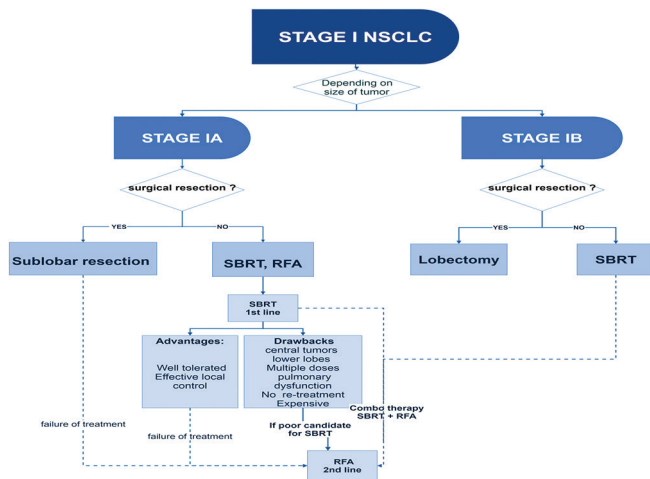 STAGE I NSCLC
Depending on
size of tumor
STAGE IA
STAGE IB
surgical resection ?
surgical resection ?
YES
NO
YES
NO
Sublobar resection
SBRT, RFA
Lobectomy
SBRT
SBRT
1st line
Advantages:
Well tolerated
Effective local
control
Drawbacks
central tumors
lower lobes
Multiple doses
pulmonary
dysfunction
No re-treatment
Expensive
Combo therapy
SBRT + RFA
If poor candidate
for SBRT
failure of treatment
failure of treatment
RFA
2nd line